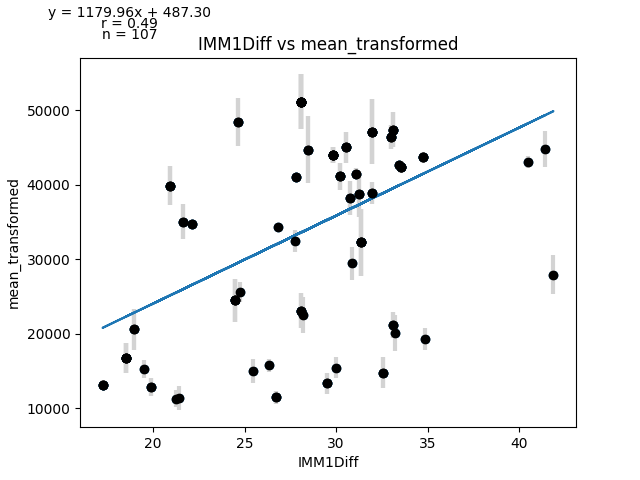 y = 1179.96x + 487.30
r = 0.49
n = 107
IMM1Diff vs mean_transformed
mean_transformed
50000
40000
30000
20000
10000
20
25
30
35
40
IMM1Diff